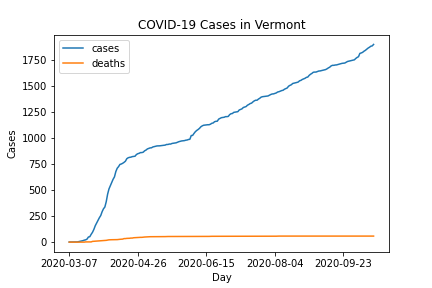 COVID-19 Cases in Vermont
cases
deaths
Cases
1750
1500
1250
1000
750
500
250
0
2020-03-07 2020-04-26 2020-06-15 2020-08-04 2020-09-23
Day